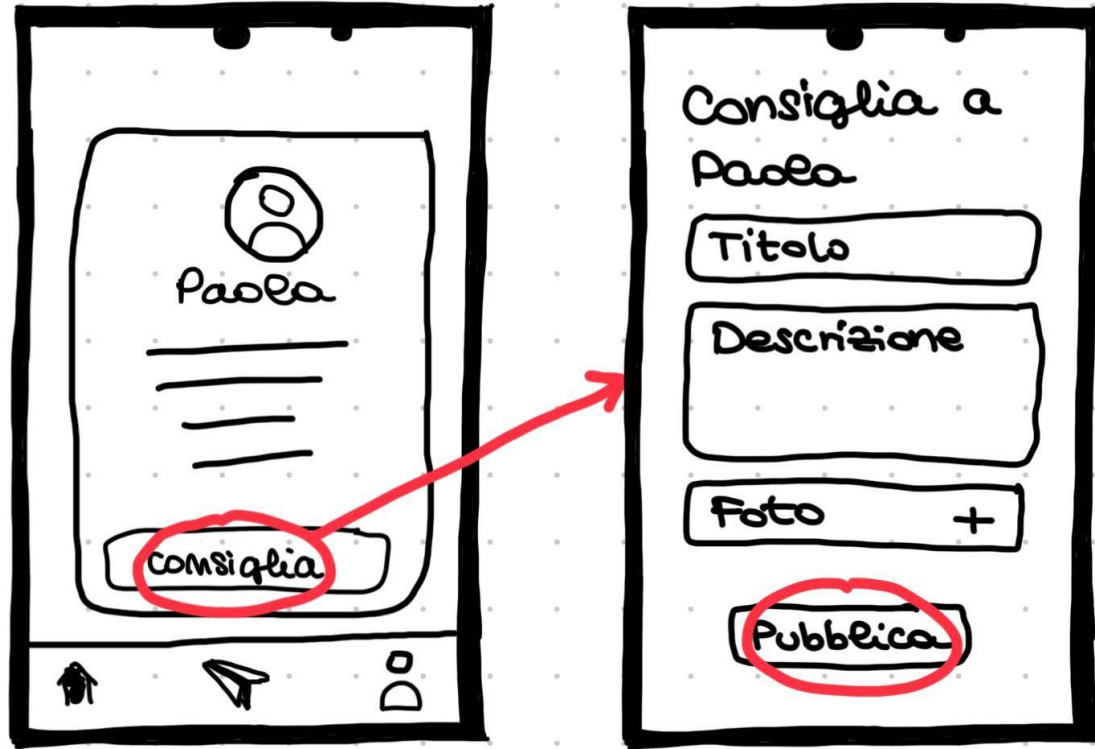 Paola
consiglia
Consiglia a
Paola
Titolo
Descrizione
Foto +
Pubblica